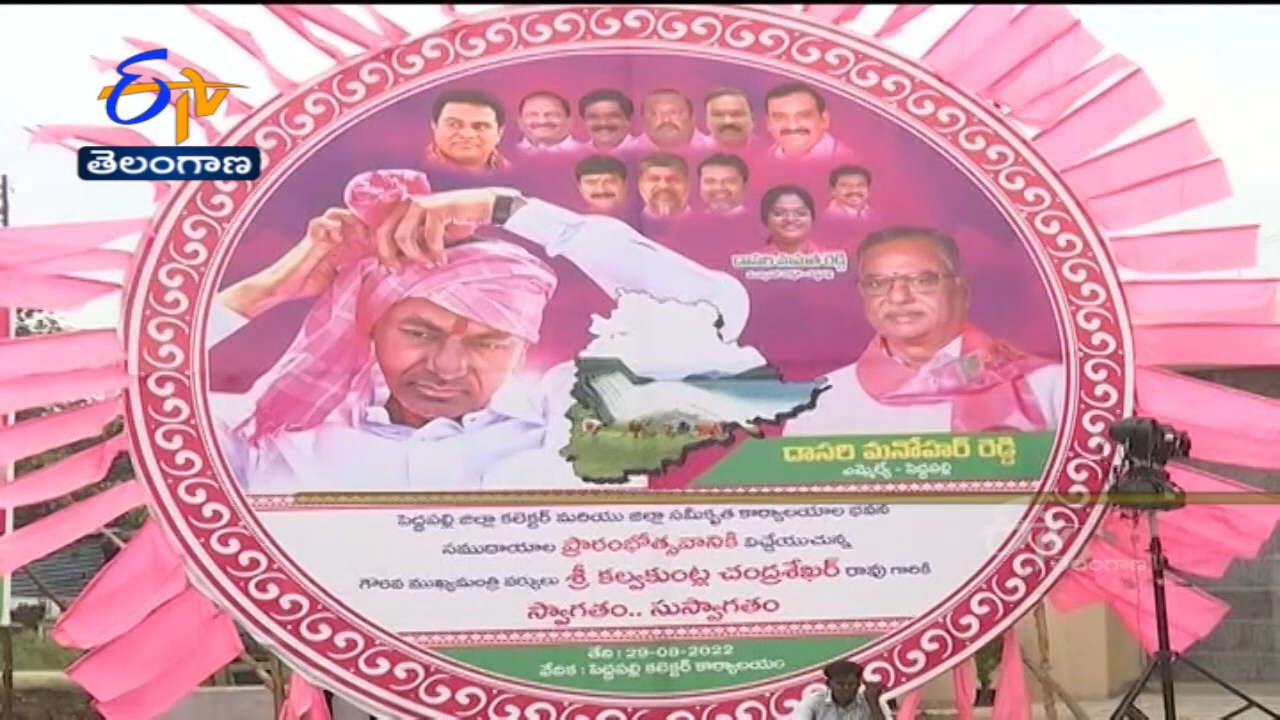 ETV
తెలంగాణ
దాసరి మనోహర్ రెడ్డి
ఎమ్మెల్యే - పెద్దపల్లి
పెద్దపల్లి జిల్లా కలెక్టర్ మరియు జిల్లా సమీకృత కార్యాలయాల భవన
సముదాయాల ప్రారంభోత్సవానికి విచ్చేయుచున్న
గౌరవ ముఖ్యమంత్రి వర్యులు శ్రీ కల్వకుంట్ల చంద్రశేఖర్ రావు గారికి
స్వాగతం.. సుస్వాగతం
తేది : 29-08-2022
వేదిక : పెద్దపల్లి కలెక్టర్ కార్యాలయం
తెలంగాణ